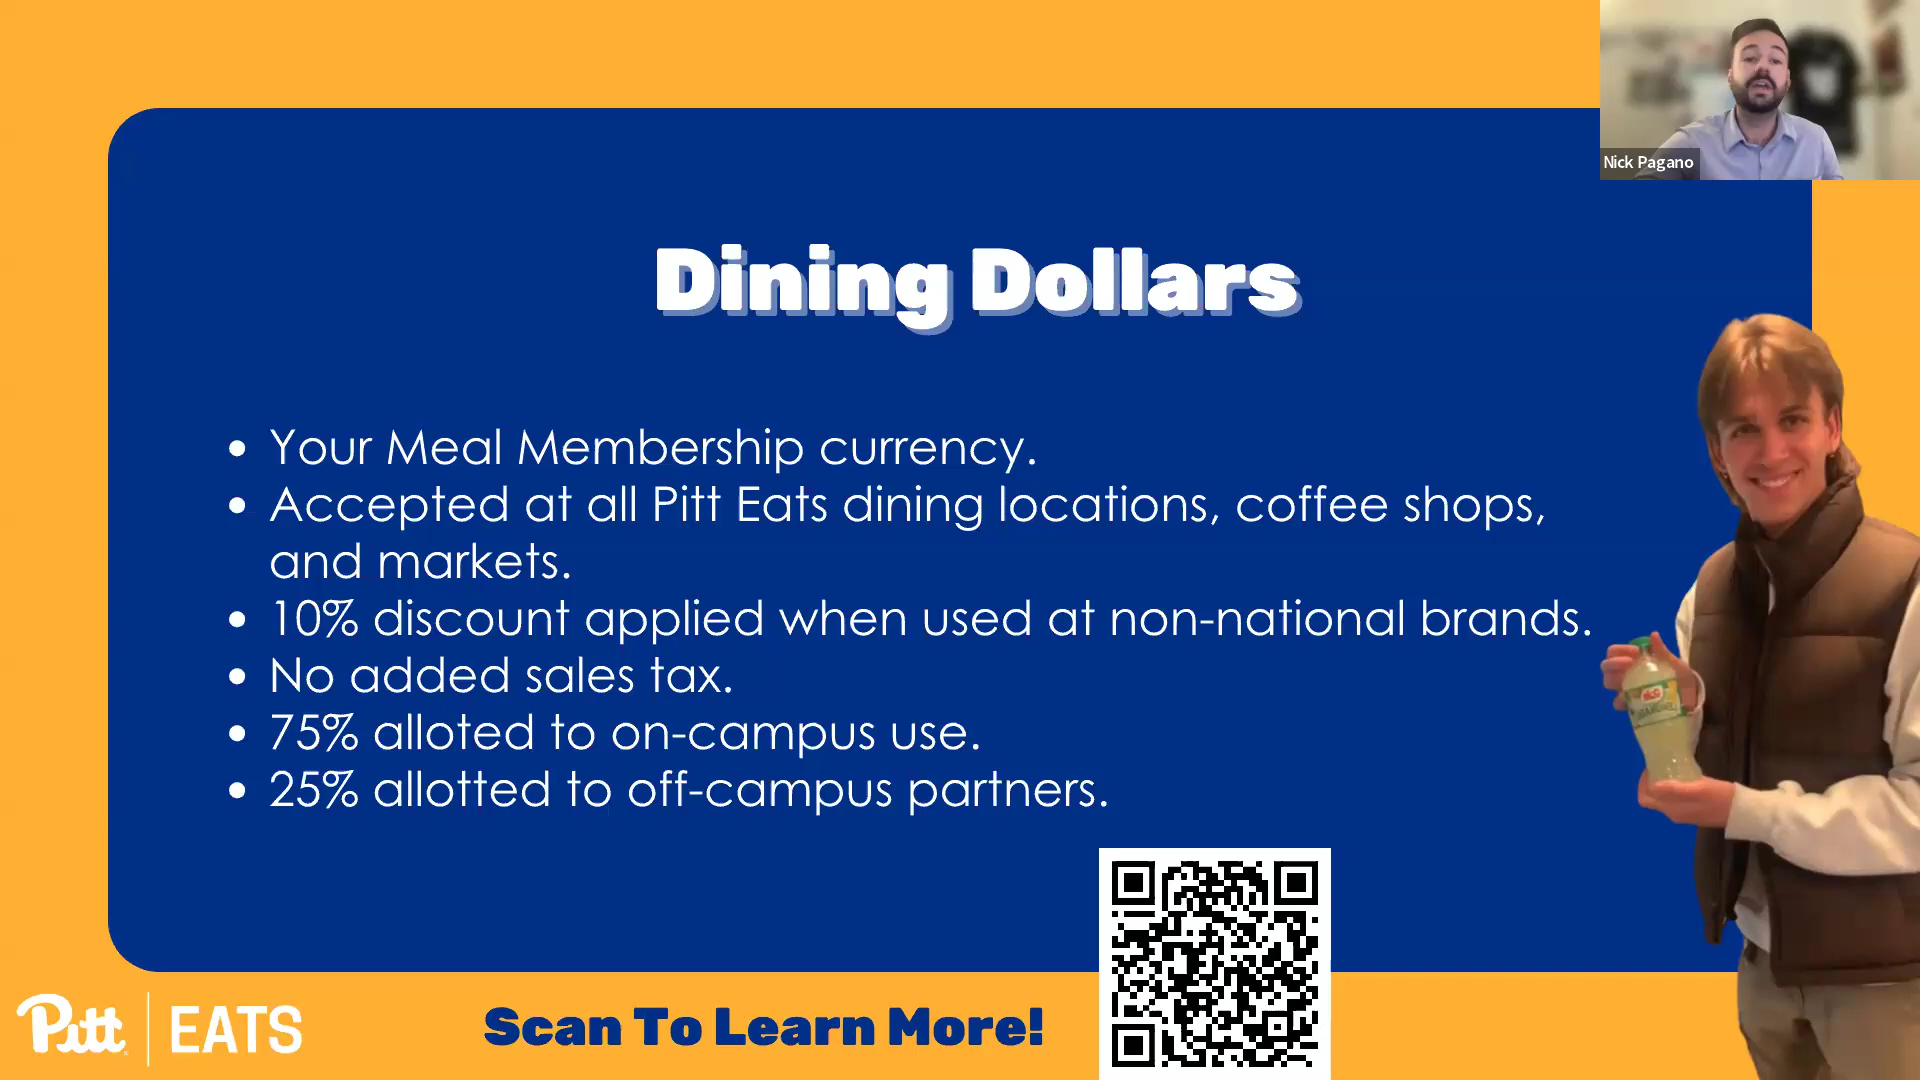 Nick Pagano
Dining Dollars
• Your Meal Membership currency.
• Accepted at all Pitt Eats dining locations, coffee shops,
and markets.
• 10% discount applied when used at non-national brands.
• No added sales tax.
• 75% alloted to on-campus use.
• 25% allotted to off-campus partners.
Pitt | EATS
Scan To Learn More!